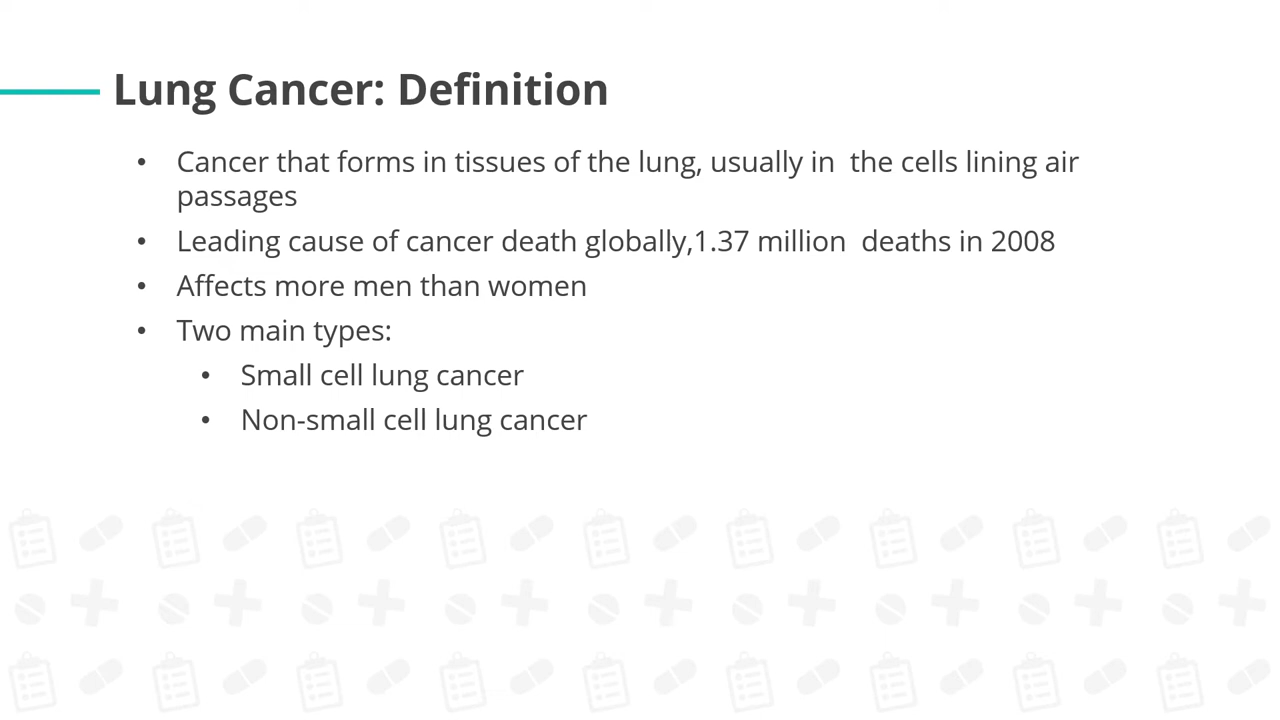 Lung Cancer: Definition
• Cancer that forms in tissues of the lung, usually in  the cells lining air
passages
• Leading cause of cancer death globally,1.37 million  deaths in 2008
• Affects more men than women
• Two main types:
• Small cell lung cancer
• Non-small cell lung cancer